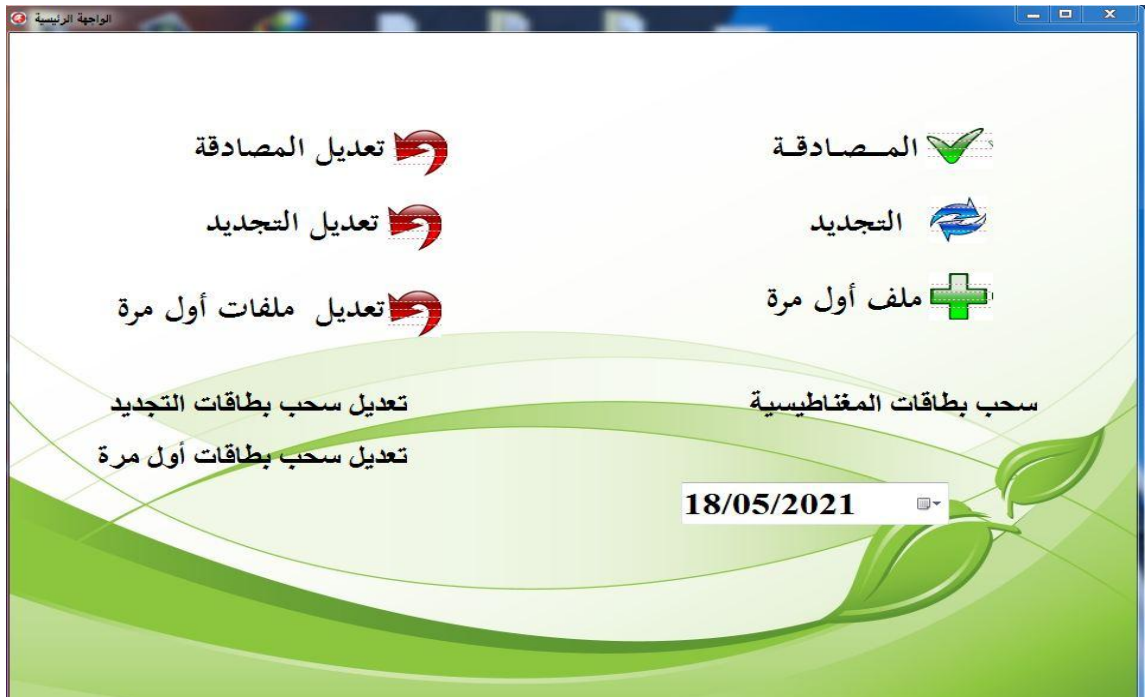 الواجهة الرئيسية
المــصـادقـة
تعديل المصادقة
التجديد
تعديل التجديد
ملف أول مرة
تعديل ملفات أول مرة
سحب بطاقات المغناطيسية
تعديل سحب بطاقات التجديد
تعديل سحب بطاقات أول مرة
18/05/2021